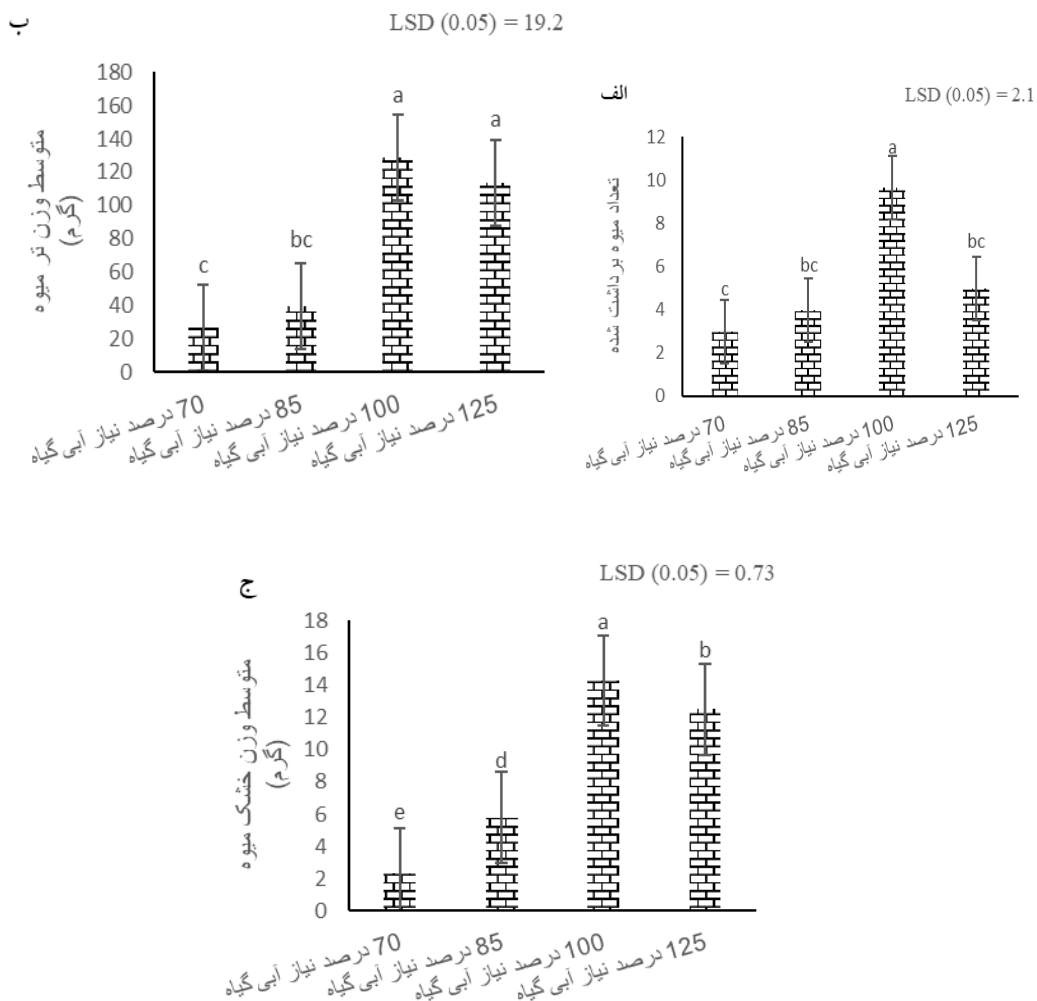 ب
LSD (0.05) = 19.2
متوسط وزن تر میوه
(گرم)
180
160
140
120
100
80
60
40
20
0
c
bc
a
a
70 درصد نیاز آبی گیاه
85 درصد نیاز آبی گیاه
100 درصد نیاز آبی گیاه
125 درصد نیاز آبی گیاه
الف
LSD (0.05) = 2.1
تعداد میوه برداشت شده
12
10
8
6
4
2
0
c
bc
a
bc
70 درصد نیاز آبی گیاه
85 درصد نیاز آبی گیاه
100 درصد نیاز آبی گیاه
125 درصد نیاز آبی گیاه
ج
LSD (0.05) = 0.73
متوسط وزن خشک میوه
(گرم)
18
16
14
12
10
8
6
4
2
0
e
d
a
b
70 درصد نیاز آبی گیاه
85 درصد نیاز آبی گیاه
100 درصد نیاز آبی گیاه
125 درصد نیاز آبی گیاه